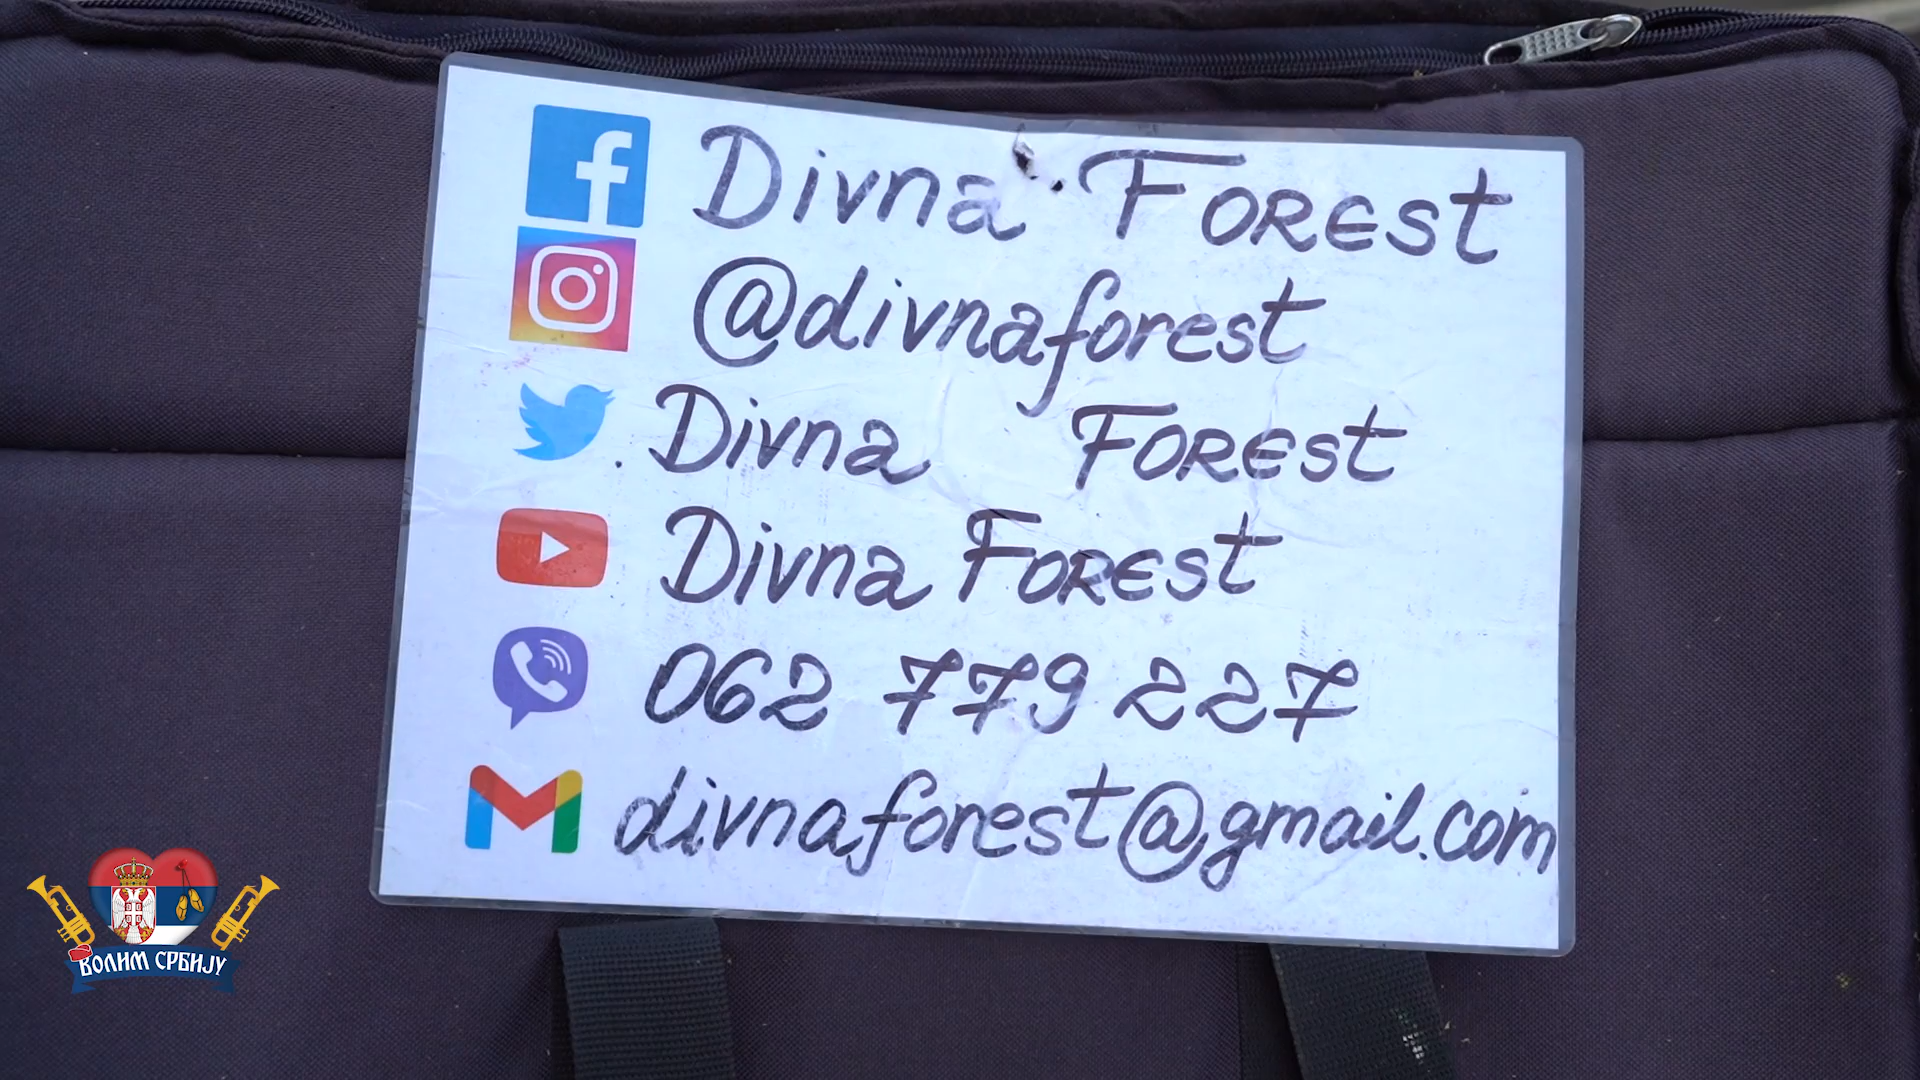 Divna Forest
@divnaforest
Divna Forest
Divna Forest
062 779 227
divnaforest@gmail.com
ВОЛИМ СРБИЈУ